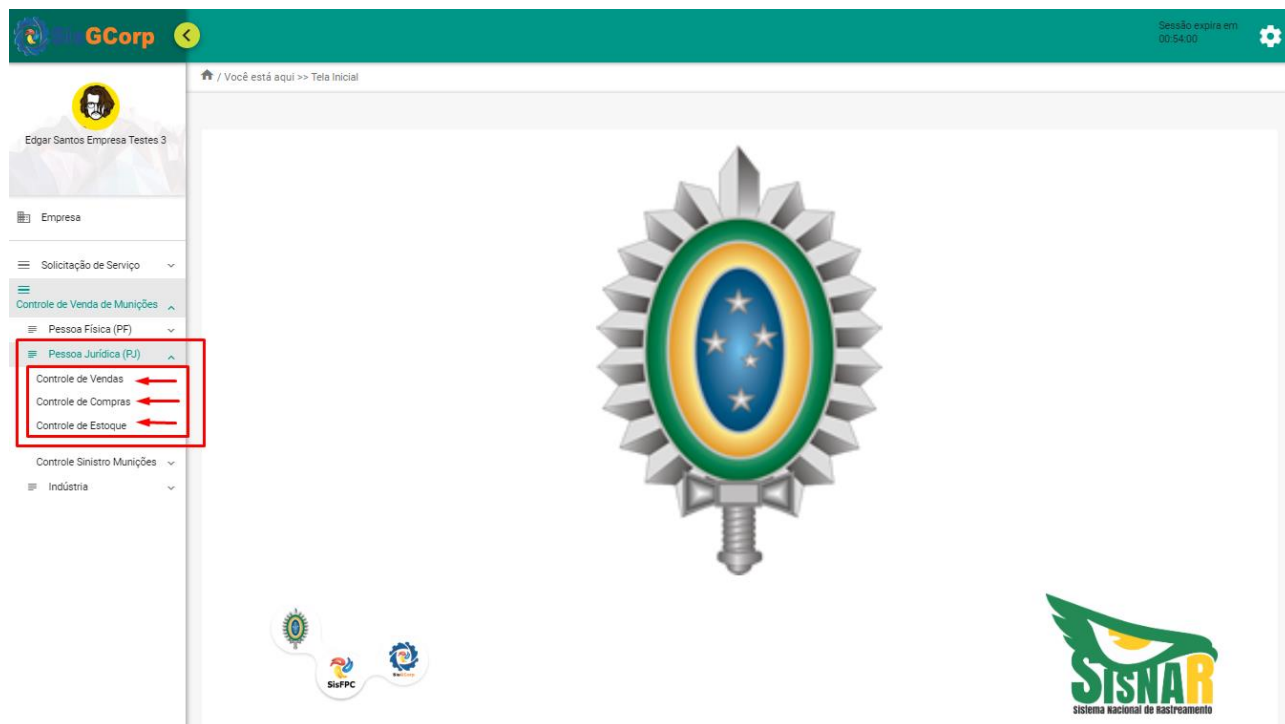 SisGCorp
Sessão expira em
00:54:00
/ Você está aqui >> Tela Inicial
Edgar Santos Empresa Testes 3
Empresa
Solicitação de Serviço
Controle de Venda de Munições
Pessoa Física (PF)
Pessoa Jurídica (PJ)
Controle de Vendas
Controle de Compras
Controle de Estoque
Controle Sinistro Munições
Indústria
SisFPC
SisGCorp
SISNAR
Sistema Nacional de Rastreamento